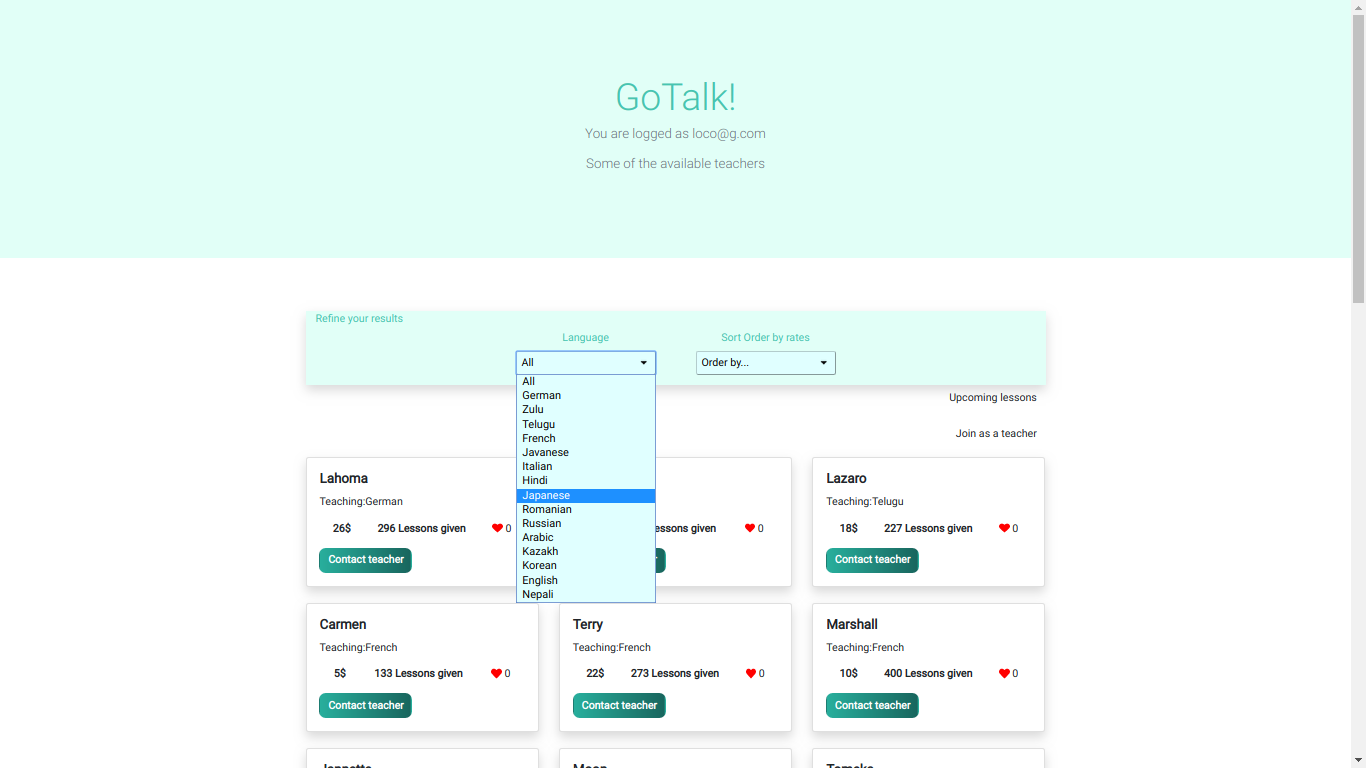 GoTalk!
You are logged as loco@g.com
Some of the available teachers
Refine your results
Language
Sort Order by rates
All
Order by...
All
German
Zulu
Telugu
French
Javanese
Italian
Hindi
Japanese
Romanian
Russian
Arabic
Kazakh
Korean
English
Nepali
Upcoming lessons
Join as a teacher
Lahoma
Teaching:German
26$ 296 Lessons given 0
Contact teacher
given 0
Lazaro
Teaching:Telugu
18$ 227 Lessons given 0
Contact teacher
Carmen
Teaching:French
5$ 133 Lessons given 0
Contact teacher
Terry
Teaching:French
22$ 273 Lessons given 0
Contact teacher
Marshall
Teaching:French
10$ 400 Lessons given 0
Contact teacher